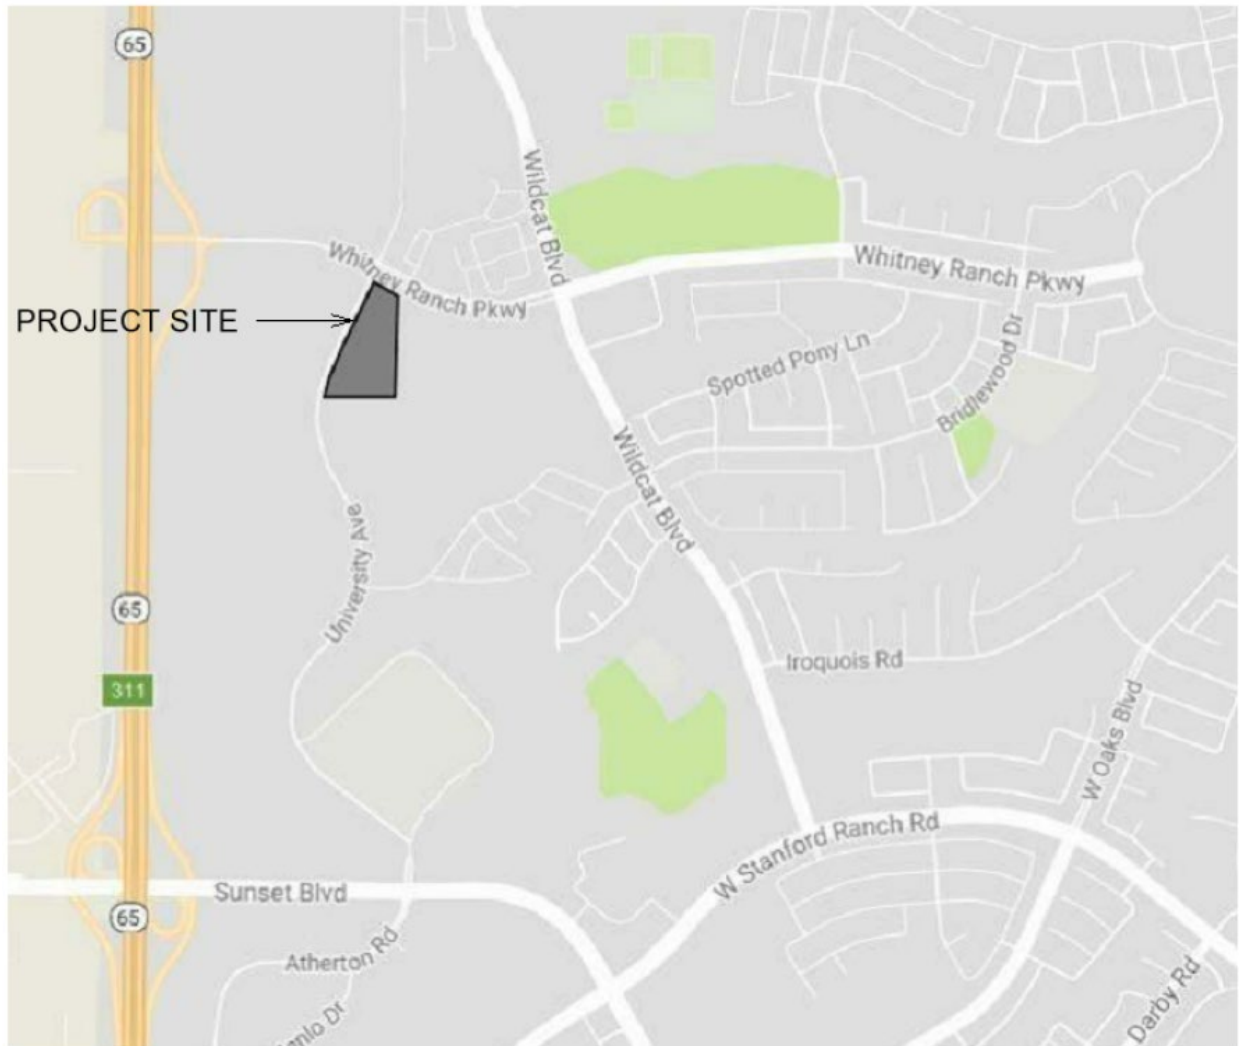 65
Wildcat Blvd
Whitney Ranch Pkwy
Whitney Ranch Pkwy
PROJECT SITE
Spotted Pony Ln
Bridlewood Dr
Wildcat Blvd
University Ave
65
Iroquois Rd
311
W Oaks Blvd
W Stanford Ranch Rd
Sunset Blvd
65
Atherton Rd
Darby Rd